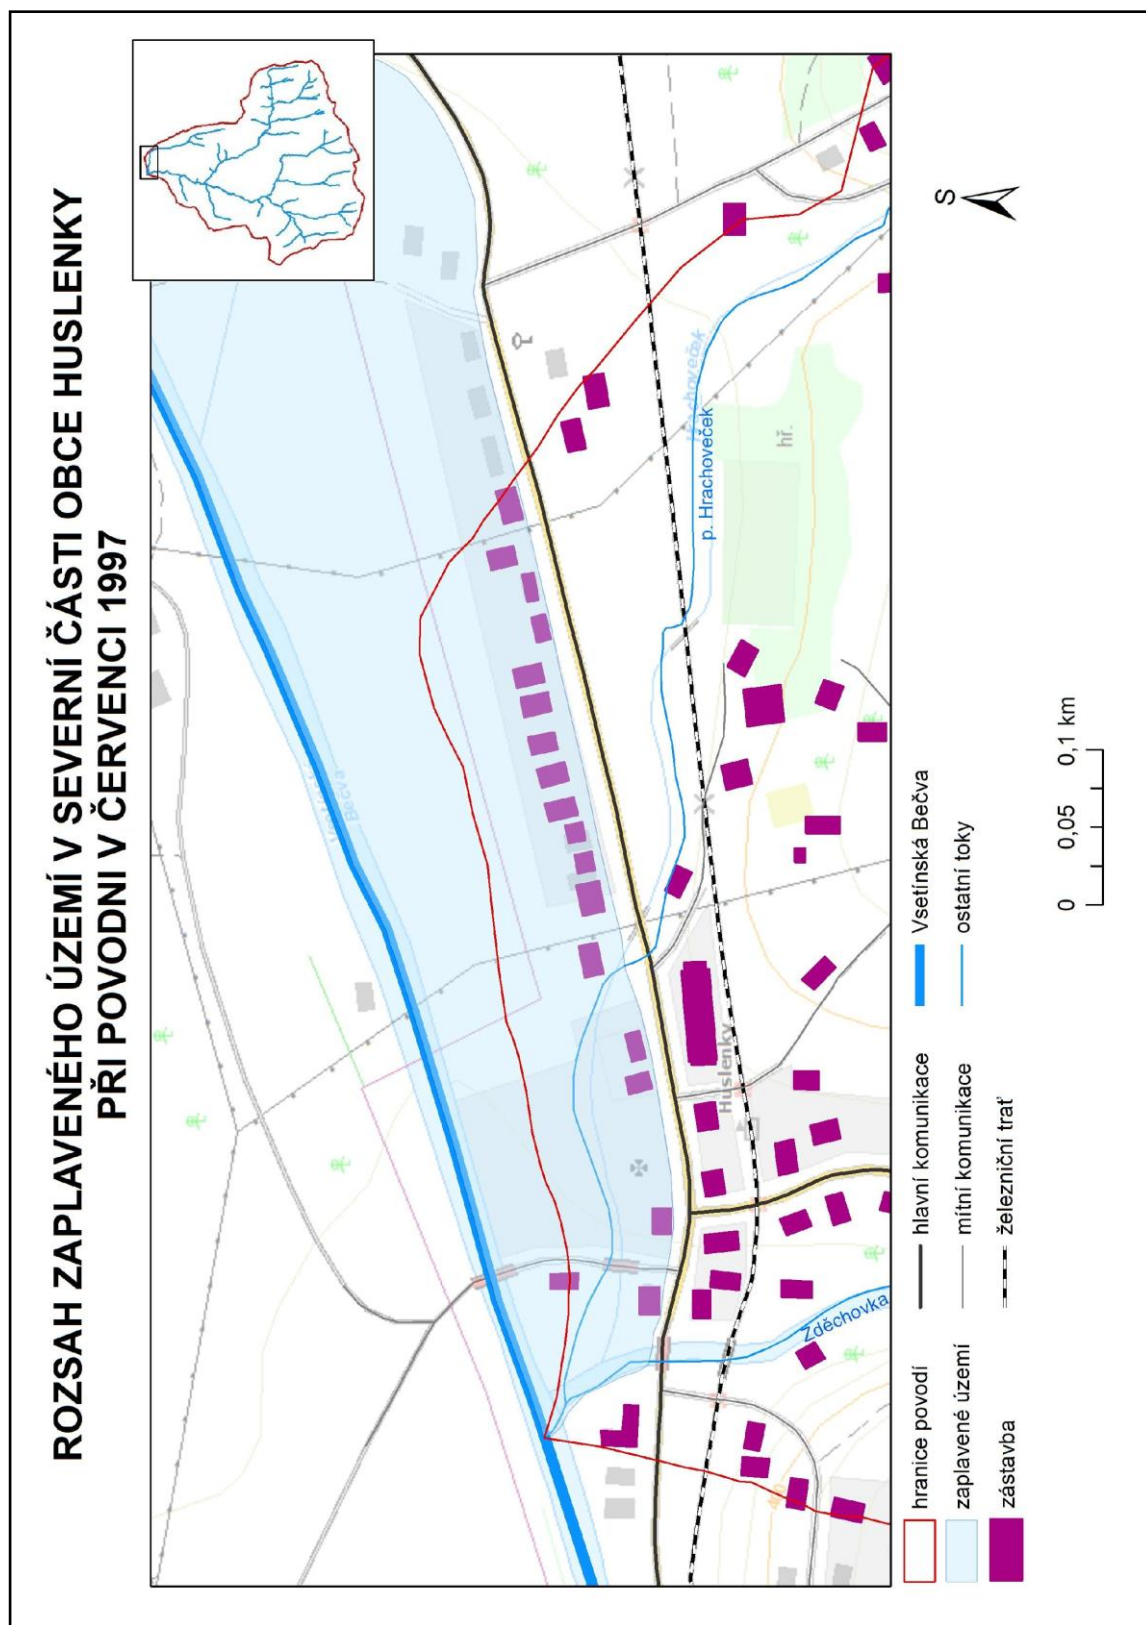 ROZSAH ZAPLAVENÉHO ÚZEMÍ V SEVERNÍ ČÁSTI OBCE HUSLENKY
PŘI POVODNI V ČERVENCI 1997
Bečva
hř.
Hrachoveček
p. Hrachoveček
Huslenky
Zděchovka
S
hranice povodí
zaplavené území
zástavba
hlavní komunikace
mítní komunikace
železniční trať
Vsetínská Bečva
ostatní toky
0 0,05 0,1 km